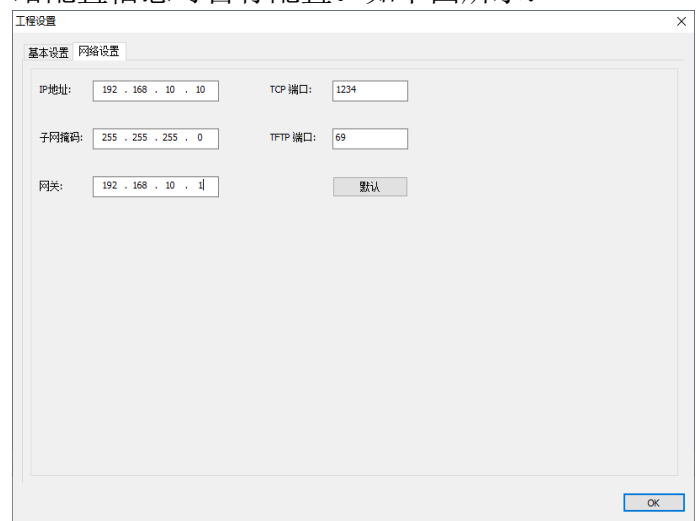 工程设置
基本设置 网络设置
IP地址: 192 . 168 . 10 . 10 TCP 端口: 1234
子网掩码: 255 . 255 . 255 . 0 TFTP 端口: 69
网关: 192 . 168 . 10 . 1 默认
OK